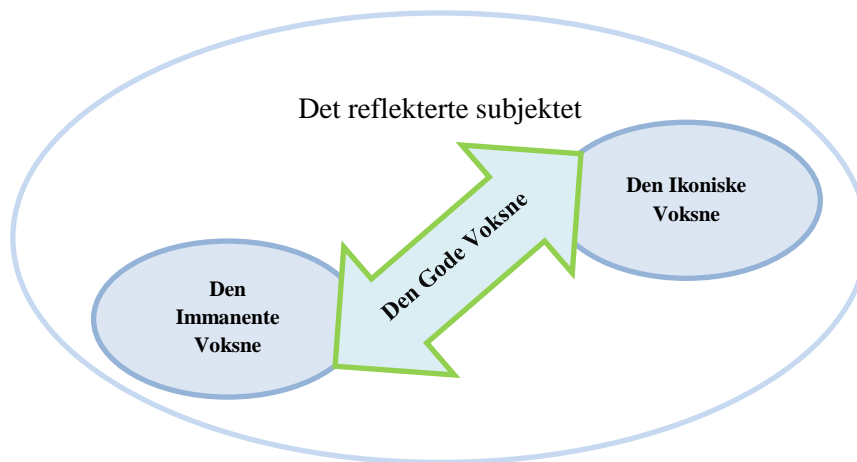 Det reflekterte subjektet
Den Ikoniske
Voksne
Den Gode Voksne
Den
Immanente
Voksne